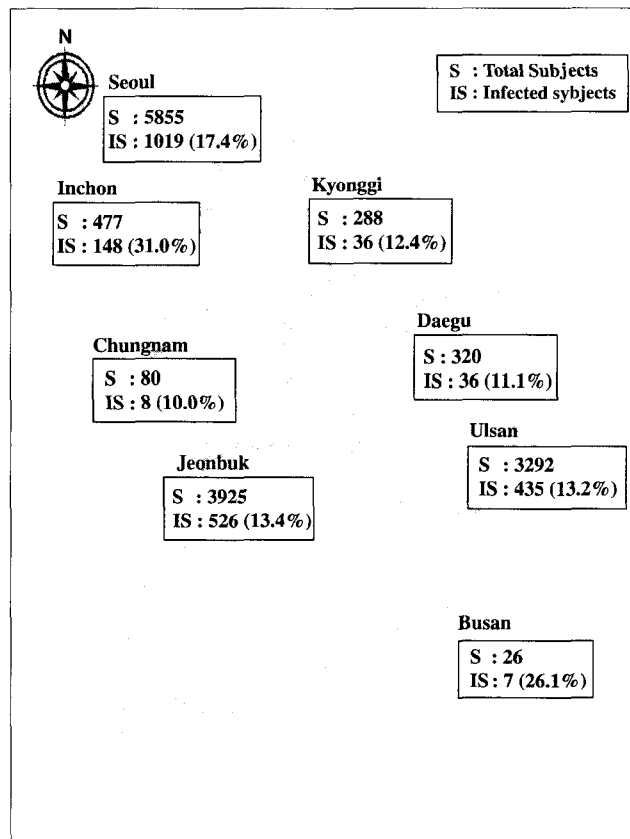 N
Seoul
S : Total Subjects
IS : Infected sybjects
S : 5855
IS : 1019 (17.4%)
Inchon
Kyonggi
S : 477
IS : 148 (31.0%)
S : 288
IS : 36 (12.4%)
Daegu
Chungnam
S : 320
IS : 36 (11.1%)
S : 80
IS : 8 (10.0%)
Ulsan
Jeonbuk
S : 3292
IS : 435 (13.2%)
S : 3925
IS : 526 (13.4%)
Busan
S : 26
IS : 7 (26.1%)